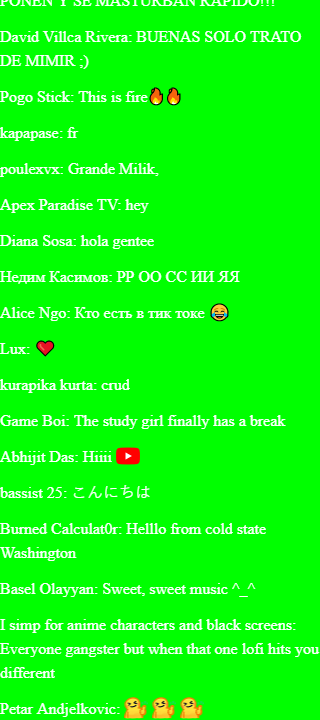 PONEN Y SE MASTURBAN RAPIDO!!!
David Villca Rivera: BUENAS SOLO TRATO
DE MIMIR ;)
Pogo Stick: This is fire🔥🔥
kapapase: fr
poulexvx: Grande Milik,
Apex Paradise TV: hey
Diana Sosa: hola gentee
Недим Касимов: РР ОО СС ИИ ЯЯ
Alice Ngo: Кто есть в тик токе 😂
Lux: ❤️
kurapika kurta: crud
Game Boi: The study girl finally has a break
Abhijit Das: Hiiii
bassist 25: こんにちは
Burned Calculat0r: Helllo from cold state
Washington
Basel Olayyan: Sweet, sweet music ^_^
I simp for anime characters and black screens:
Everyone gangster but when that one lofi hits you
different
Petar Andjelkovic: 🤗 🤗 🤗